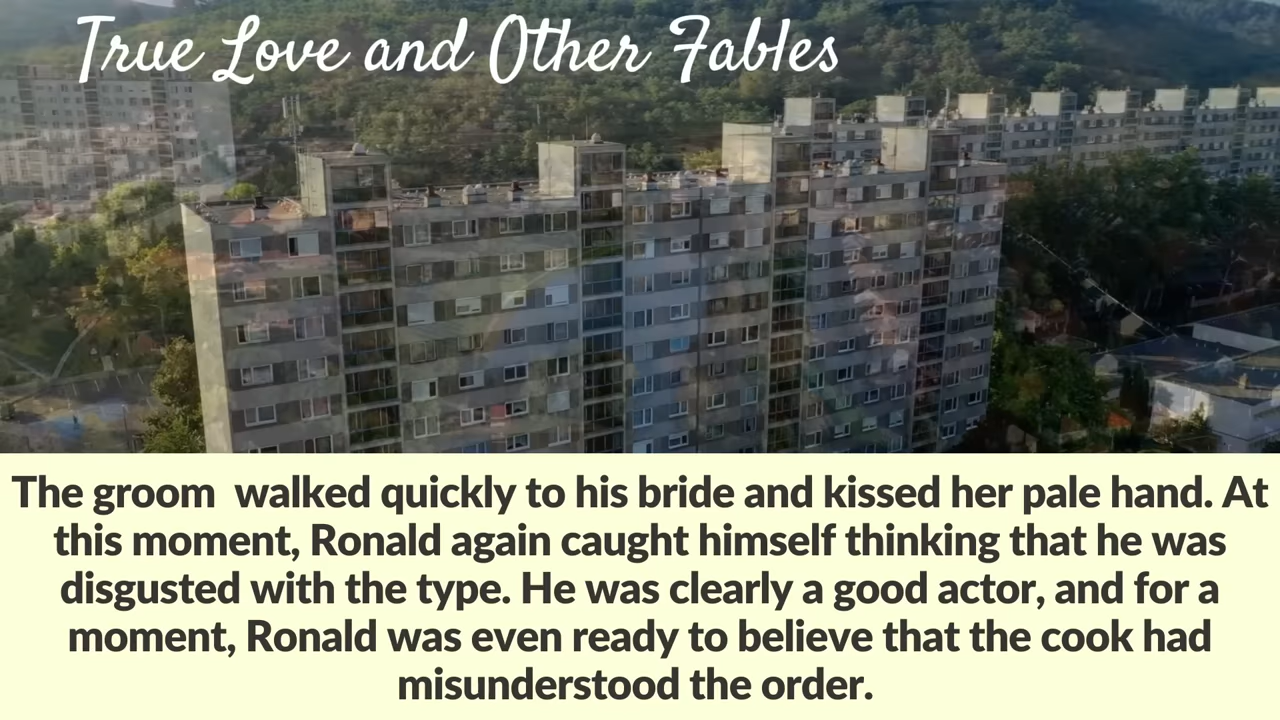 True Love and Other Fables
The groom  walked quickly to his bride and kissed her pale hand. At
this moment, Ronald again caught himself thinking that he was
disgusted with the type. He was clearly a good actor, and for a
moment, Ronald was even ready to believe that the cook had
misunderstood the order.